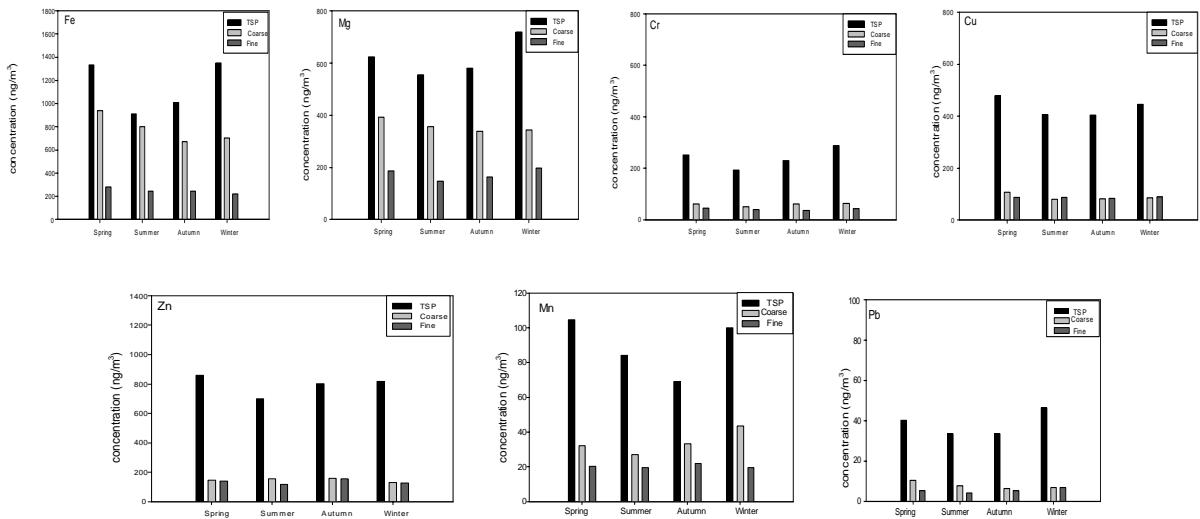 Fe
TSP
Coarse
Fine
concentration (ng/m³)
1800
1600
1400
1200
1000
800
600
400
200
0
Spring Summer Autumn Winter
Mg
TSP
Coarse
Fine
concentration (ng/m³)
800
600
400
200
0
Spring Summer Autumn Winter
Cr
TSP
Coarse
Fine
concentration (ng/m³)
800
600
400
200
0
Spring Summer Autumn Winter
Cu
TSP
Coarse
Fine
concentration (ng/m³)
800
600
400
200
0
Spring Summer Autumn Winter
Zn
TSP
Coarse
Fine
concentration (ng/m³)
1400
1200
1000
800
600
400
200
0
Spring Summer Autumn Winter
Mn
TSP
Coarse
Fine
concentration (ng/m³)
120
100
80
60
40
20
0
Spring Summer Autumn Winter
Pb
TSP
Coarse
Fine
concentration (ng/m³)
100
80
60
40
20
0
Spring Summer Autumn Winter